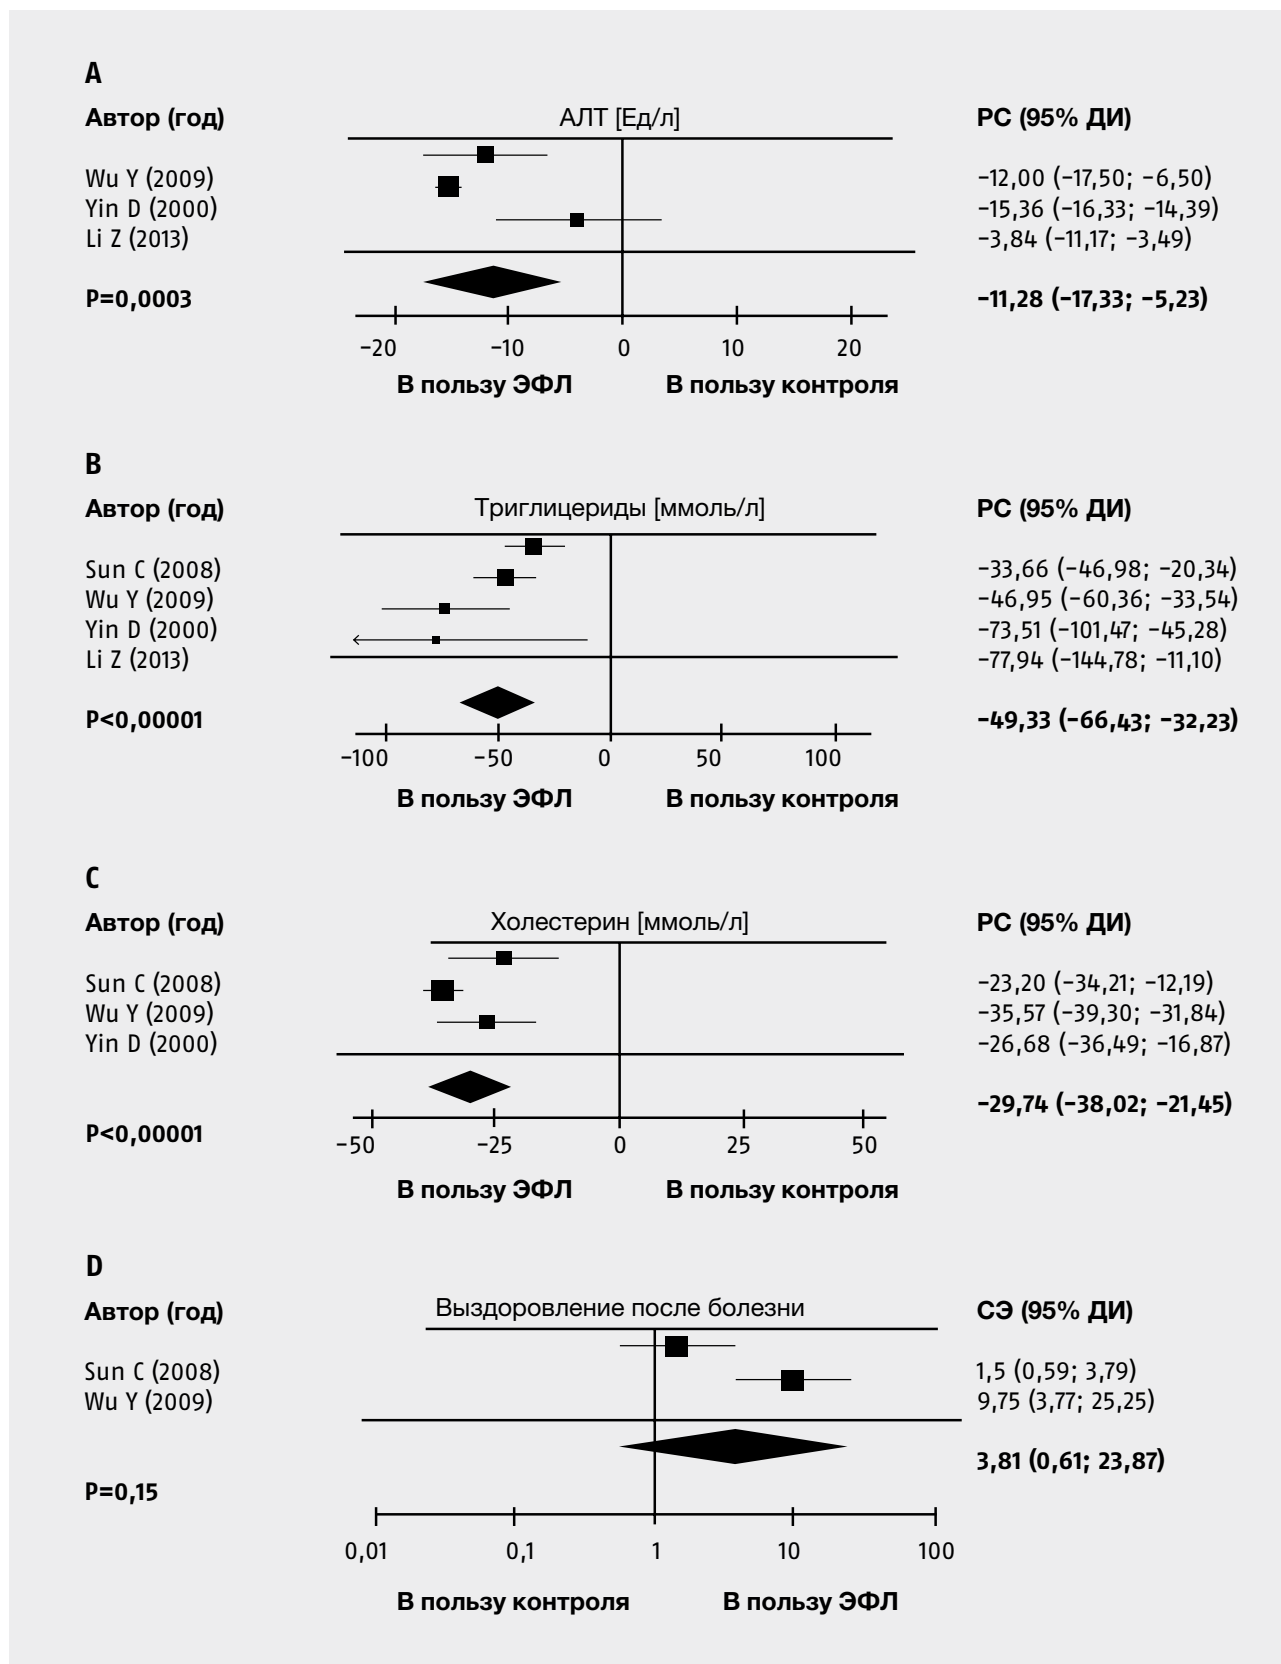 A
Автор (год) АЛТ [Ед/л] РС (95% ДИ)
Wu Y (2009) −12,00 (−17,50; −6,50)
Yin D (2000) −15,36 (−16,33; −14,39)
Li Z (2013) −3,84 (−11,17; −3,49)
P=0,0003 −11,28 (−17,33; −5,23)
−20 −10 0 10 20
В пользу ЭФЛ В пользу контроля
B
Автор (год) Триглицериды [ммоль/л] РС (95% ДИ)
Sun C (2008) −33,66 (−46,98; −20,34)
Wu Y (2009) −46,95 (−60,36; −33,54)
Yin D (2000) −73,51 (−101,47; −45,28)
Li Z (2013) −77,94 (−144,78; −11,10)
P<0,00001 −49,33 (−66,43; −32,23)
−100 −50 0 50 100
В пользу ЭФЛ В пользу контроля
C
Автор (год) Холестерин [ммоль/л] РС (95% ДИ)
Sun C (2008) −23,20 (−34,21; −12,19)
Wu Y (2009) −35,57 (−39,30; −31,84)
Yin D (2000) −26,68 (−36,49; −16,87)
−29,74 (−38,02; −21,45)
P<0,00001
−50 −25 0 25 50
В пользу ЭФЛ В пользу контроля
D
Автор (год) Выздоровление после болезни СЭ (95% ДИ)
Sun C (2008) 1,5 (0,59; 3,79)
Wu Y (2009) 9,75 (3,77; 25,25)
3,81 (0,61; 23,87)
P=0,15
0,01 0,1 1 10 100
В пользу контроля В пользу ЭФЛ